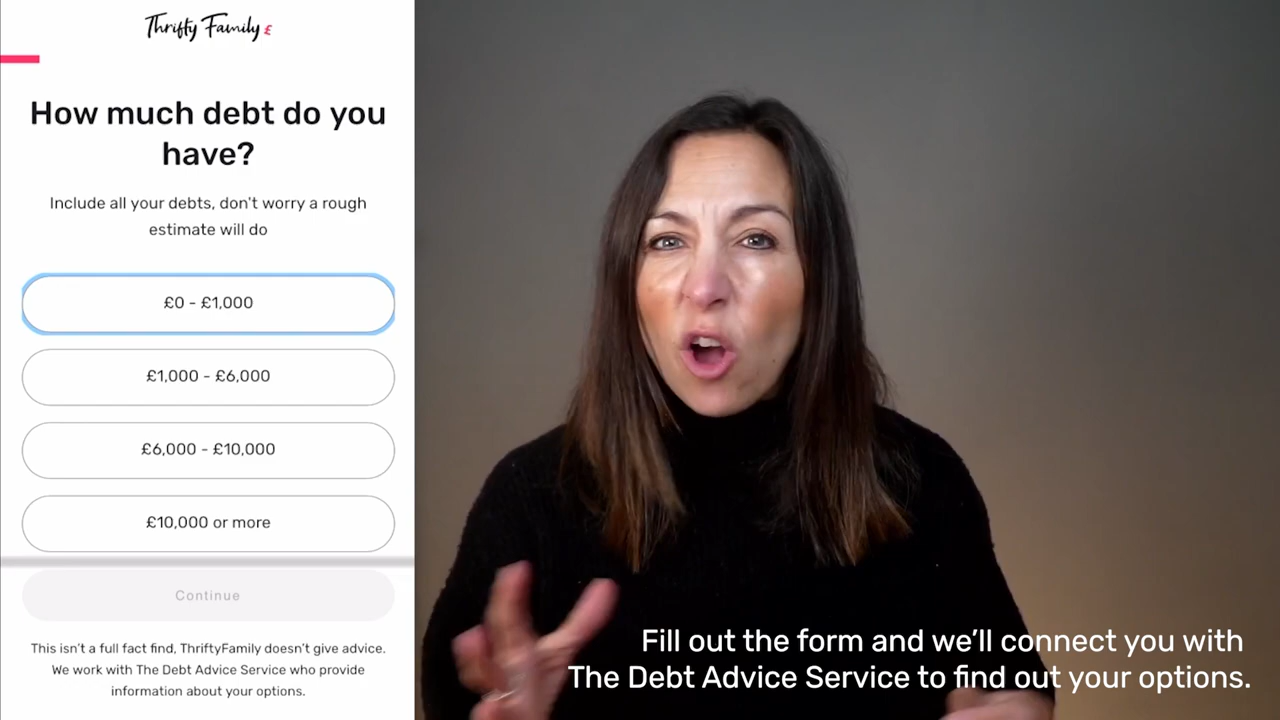 Thrifty Family £
How much debt do you
have?
Include all your debts, don't worry a rough
estimate will do
£0 - £1,000
£1,000 - £6,000
£6,000 - £10,000
£10,000 or more
Continue
This isn't a full fact find, ThriftyFamily doesn't give advice.
We work with The Debt Advice Service who provide
information about your options.
Fill out the form and we'll connect you with
The Debt Advice Service to find out your options.